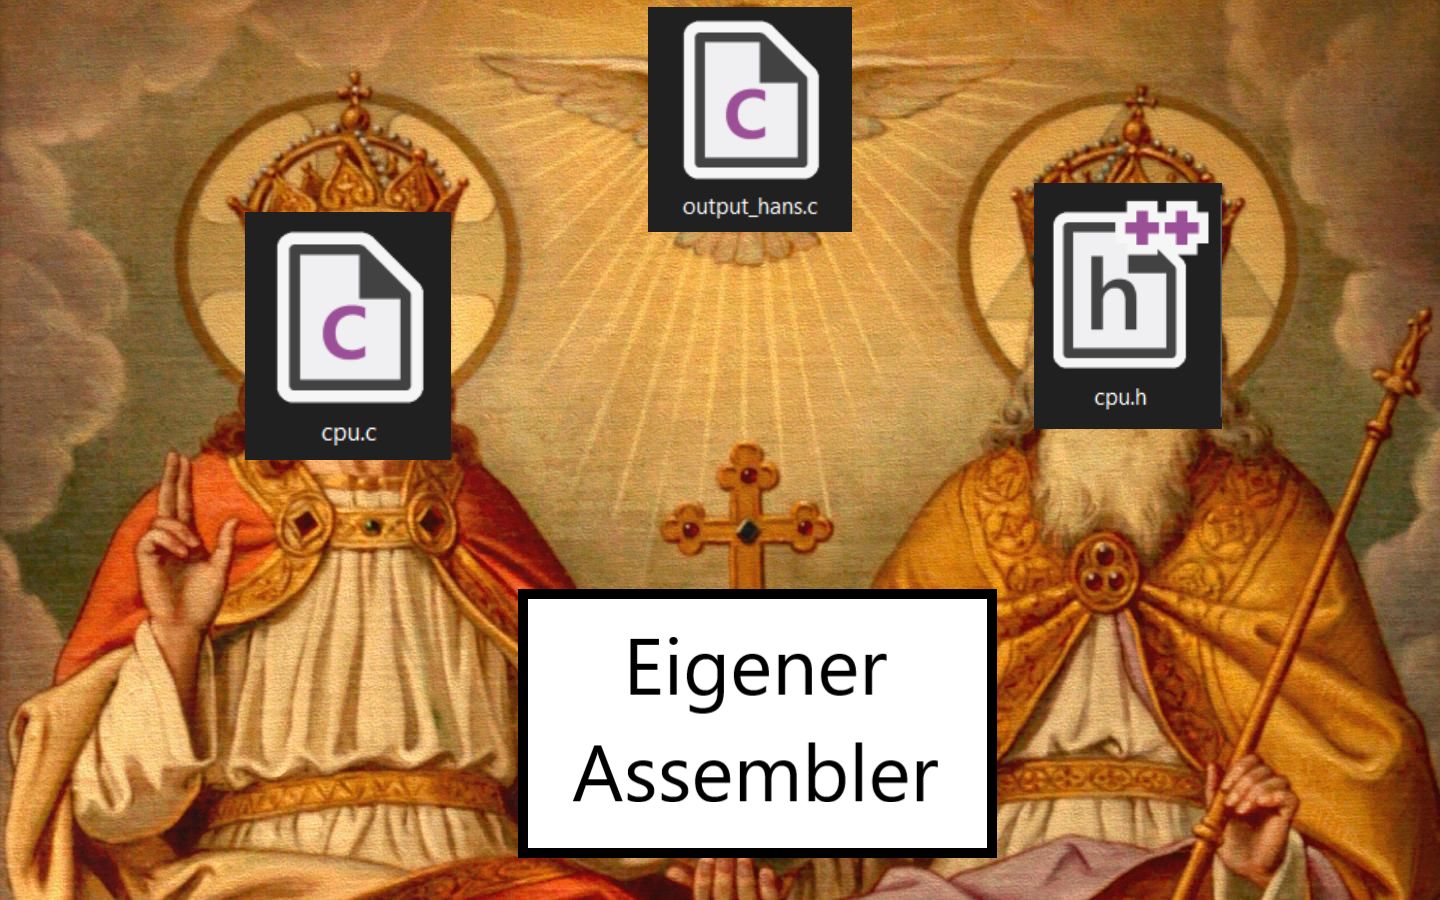 C
output_hans.c
C
cpu.c
++
h
cpu.h
Eigener
Assembler